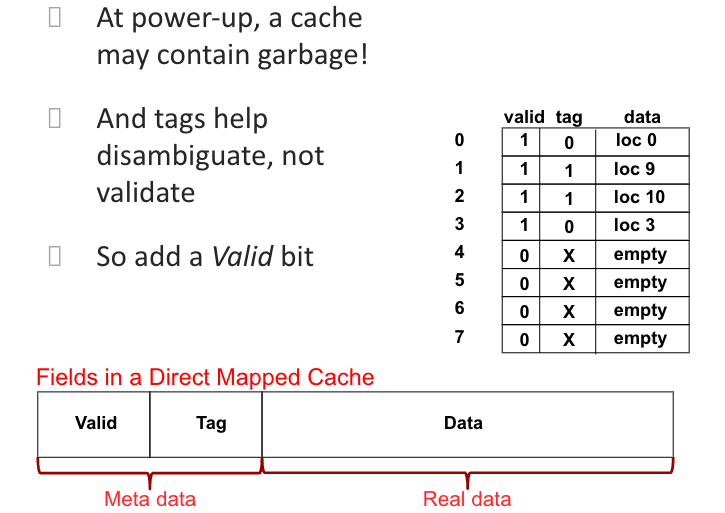 At power-up, a cache
may contain garbage!
And tags help
disambiguate, not
validate
So add a Valid bit
valid tag data
0 1 0 loc 0
1 1 1 loc 9
2 1 1 loc 10
3 1 0 loc 3
4 0 X empty
5 0 X empty
6 0 X empty
7 0 X empty
Fields in a Direct Mapped Cache
Valid Tag Data
Meta data Real data